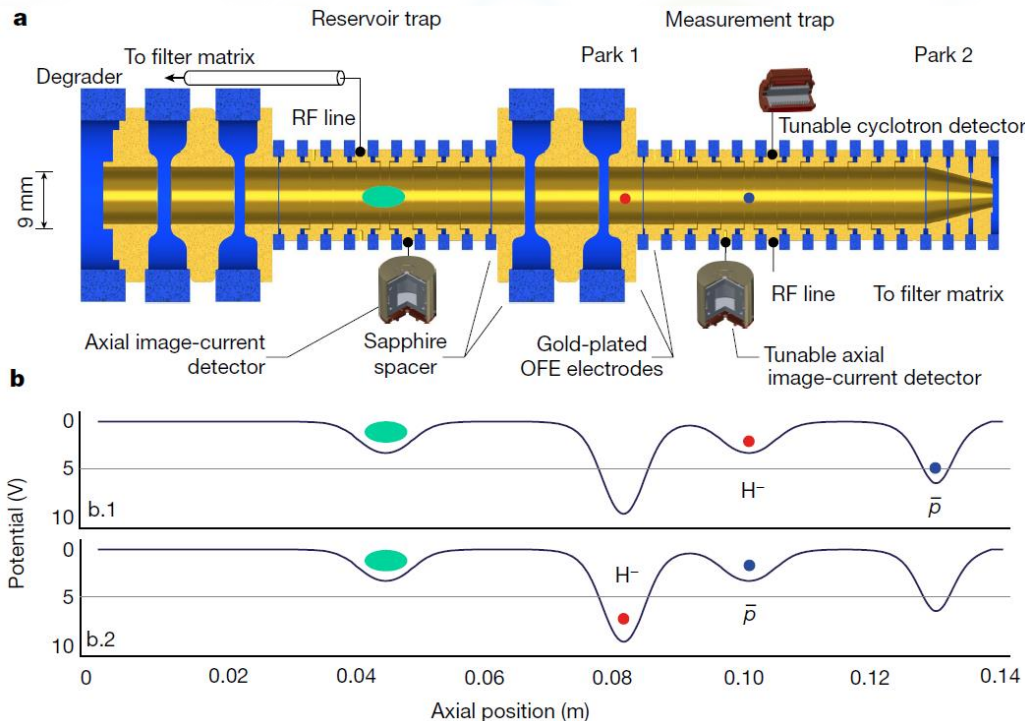 a
Reservoir trap
Measurement trap
To filter matrix
Park 1
Park 2
Degrader
RF line
Tunable cyclotron detector
9 mm
RF line
To filter matrix
Axial image-current
detector
Sapphire
spacer
Gold-plated
OFE electrodes
Tunable axial
image-current detector
b
Potential (V)
0
5
10
b.1
H⁻
p̄
0
5
10
b.2
H⁻
p̄
0
0.02
0.04
0.06
0.08
0.10
0.12
0.14
Axial position (m)